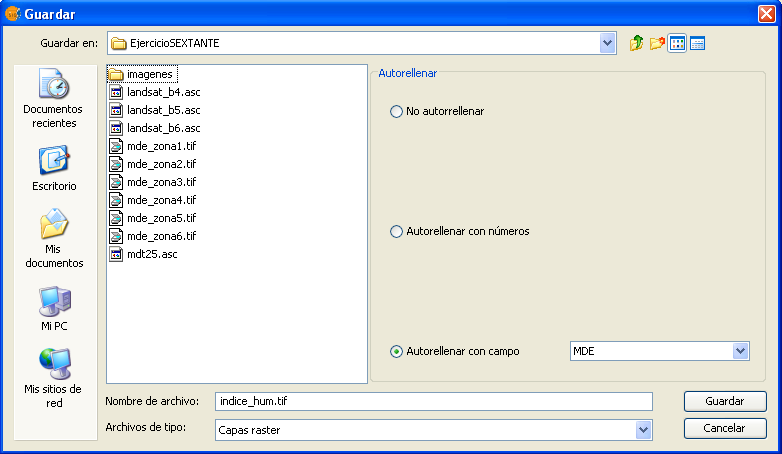 Guardar
Guardar en:
EjercicioSEXTANTE
Documentos
recientes
Escritorio
Mis
documentos
Mi PC
Mis sitios de
red
imagenes
landsat_b4.asc
landsat_b5.asc
landsat_b6.asc
mde_zona1.tif
mde_zona2.tif
mde_zona3.tif
mde_zona4.tif
mde_zona5.tif
mde_zona6.tif
mdt25.asc
Autorellenar
No autorrellenar
Autorellenar con números
Autorellenar con campo
MDE
Nombre de archivo:
indice_hum.tif
Guardar
Archivos de tipo:
Capas raster
Cancelar